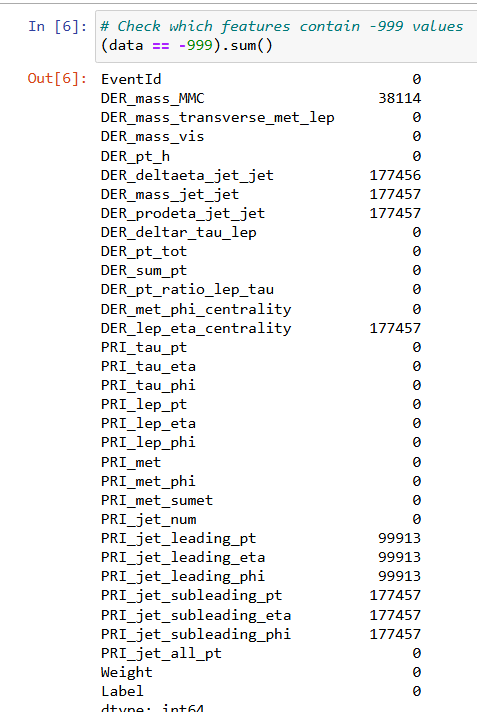 In [6]: # Check which features contain -999 values
(data == -999).sum()
Out[6]: EventId 0
DER_mass_MMC 38114
DER_mass_transverse_met_lep 0
DER_mass_vis 0
DER_pt_h 0
DER_deltaeta_jet_jet 177456
DER_mass_jet_jet 177457
DER_prodeta_jet_jet 177457
DER_deltar_tau_lep 0
DER_pt_tot 0
DER_sum_pt 0
DER_pt_ratio_lep_tau 0
DER_met_phi_centrality 0
DER_lep_eta_centrality 177457
PRI_tau_pt 0
PRI_tau_eta 0
PRI_tau_phi 0
PRI_lep_pt 0
PRI_lep_eta 0
PRI_lep_phi 0
PRI_met 0
PRI_met_phi 0
PRI_met_sumet 0
PRI_jet_num 0
PRI_jet_leading_pt 99913
PRI_jet_leading_eta 99913
PRI_jet_leading_phi 99913
PRI_jet_subleading_pt 177457
PRI_jet_subleading_eta 177457
PRI_jet_subleading_phi 177457
PRI_jet_all_pt 0
Weight 0
Label 0
dtype: int64